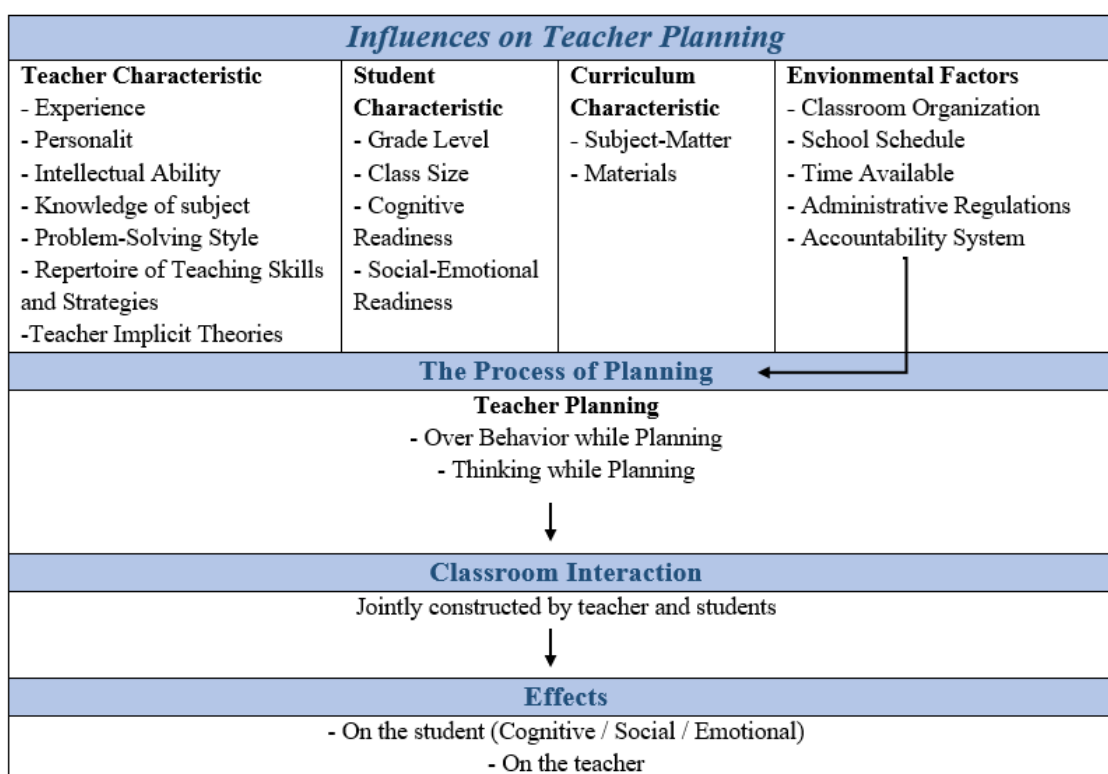 Influences on Teacher Planning
Teacher Characteristic
- Experience
- Personalit
- Intellectual Ability
- Knowledge of subject
- Problem-Solving Style
- Repertoire of Teaching Skills
and Strategies
-Teacher Implicit Theories
Student
Characteristic
- Grade Level
- Class Size
- Cognitive
Readiness
- Social-Emotional
Readiness
Curriculum
Characteristic
- Subject-Matter
- Materials
Envionmental Factors
- Classroom Organization
- School Schedule
- Time Available
- Administrative Regulations
- Accountability System
The Process of Planning
Teacher Planning
- Over Behavior while Planning
- Thinking while Planning
Classroom Interaction
Jointly constructed by teacher and students
Effects
- On the student (Cognitive / Social / Emotional)
- On the teacher